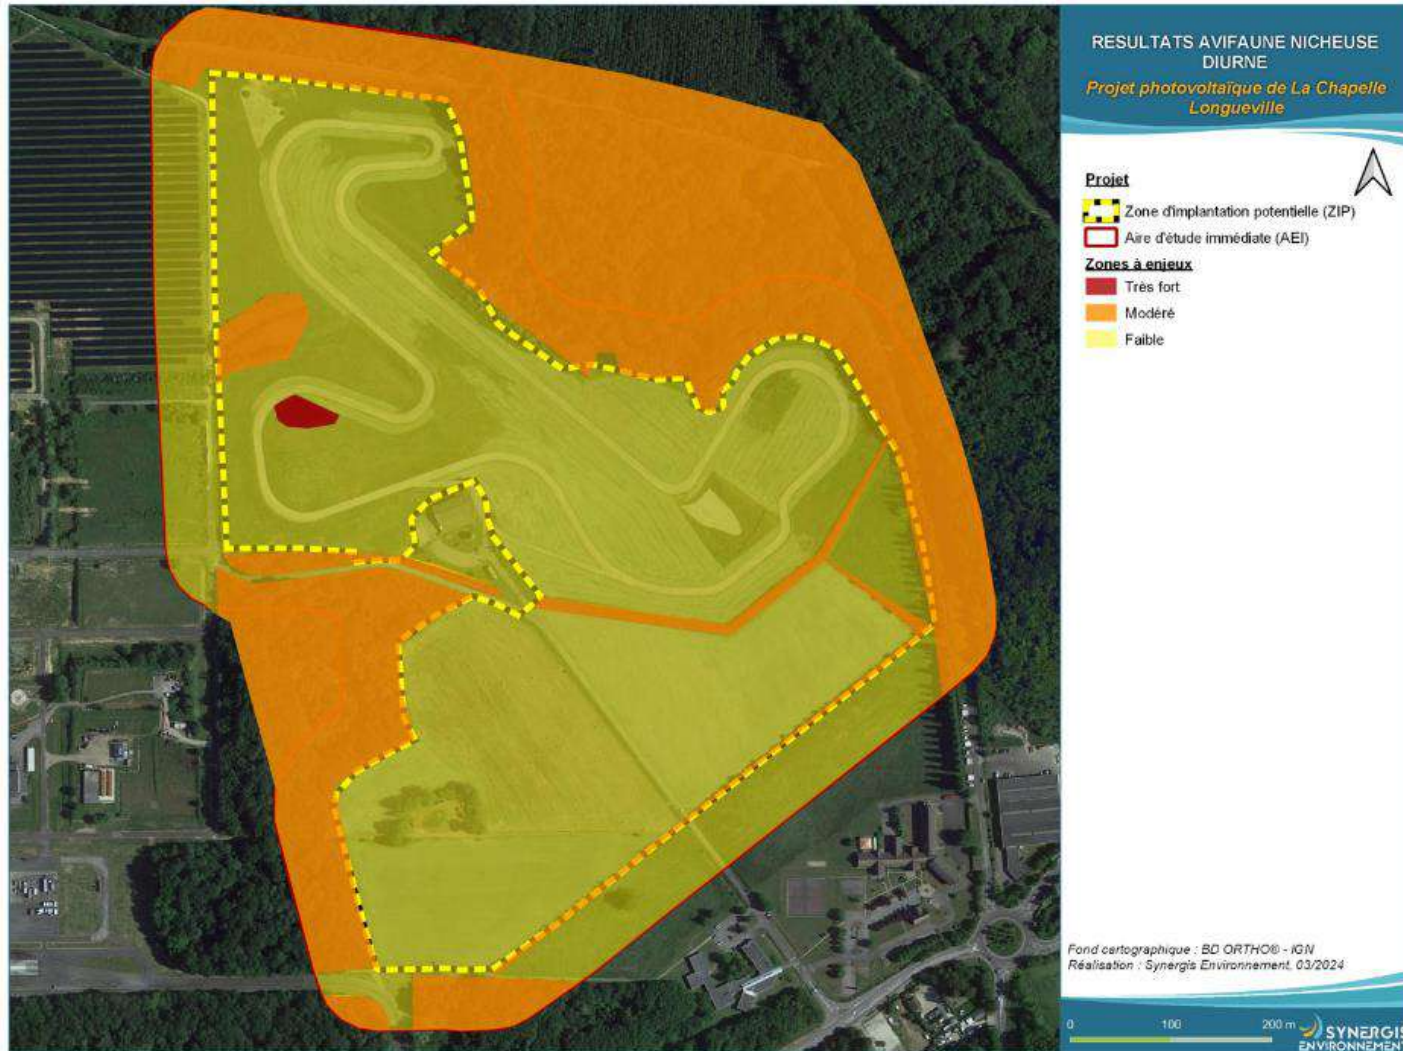 RESULTATS AVIFAUNE NICHEUSE
DIURNE
Projet photovoltaïque de La Chapelle
Longueville
Projet
Zone d'implantation potentielle (ZIP)
Aire d'étude immédiate (AEI)
Zones à enjeux
Très fort
Modéré
Faible
Fond cartographique : BD ORTHO® - IGN
Réalisation : Synergis Environnement, 03/2024
0 100 200 m
SYNERGIS
ENVIRONNEMENT